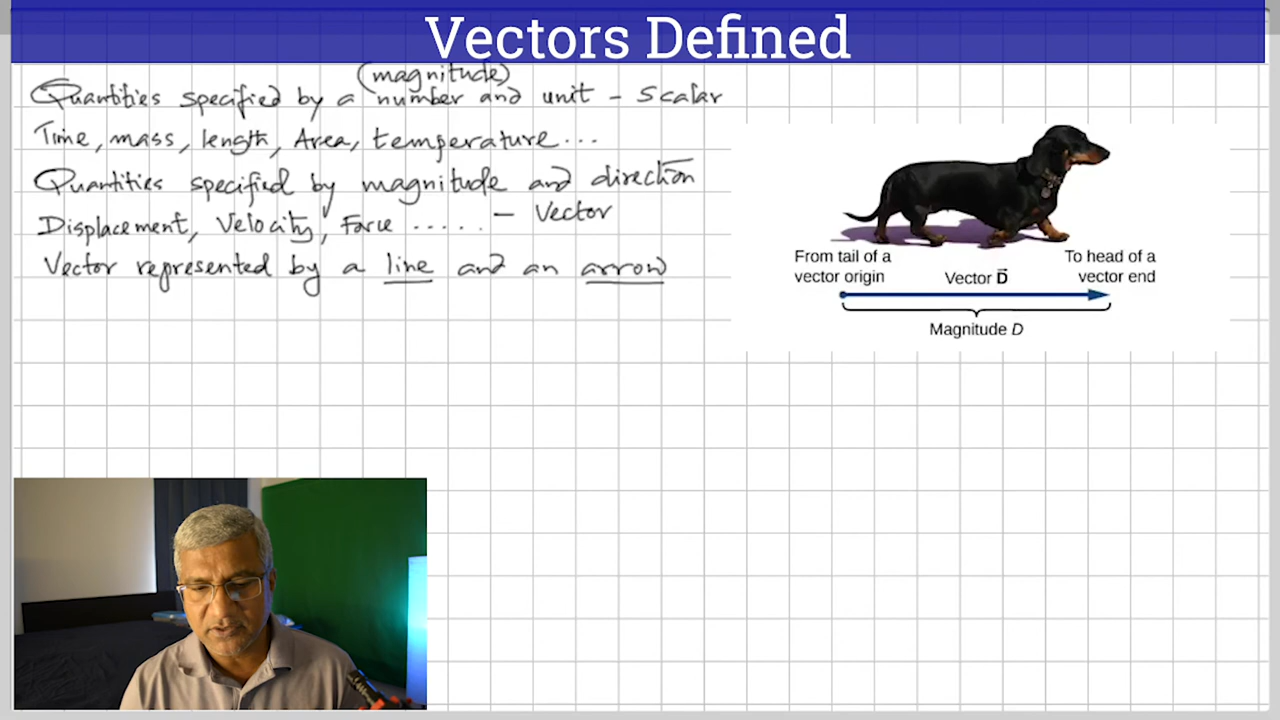 Vectors Defined
(magnitude)
Quantities specified by a number and unit - Scalar
Time, mass, length, Area, temperature...
Quantities specified by magnitude and direction
Displacement, Velocity, Force ..... - Vector
Vector represented by a line and an arrow
From tail of a
vector origin
Vector D⃗
To head of a
vector end
Magnitude D